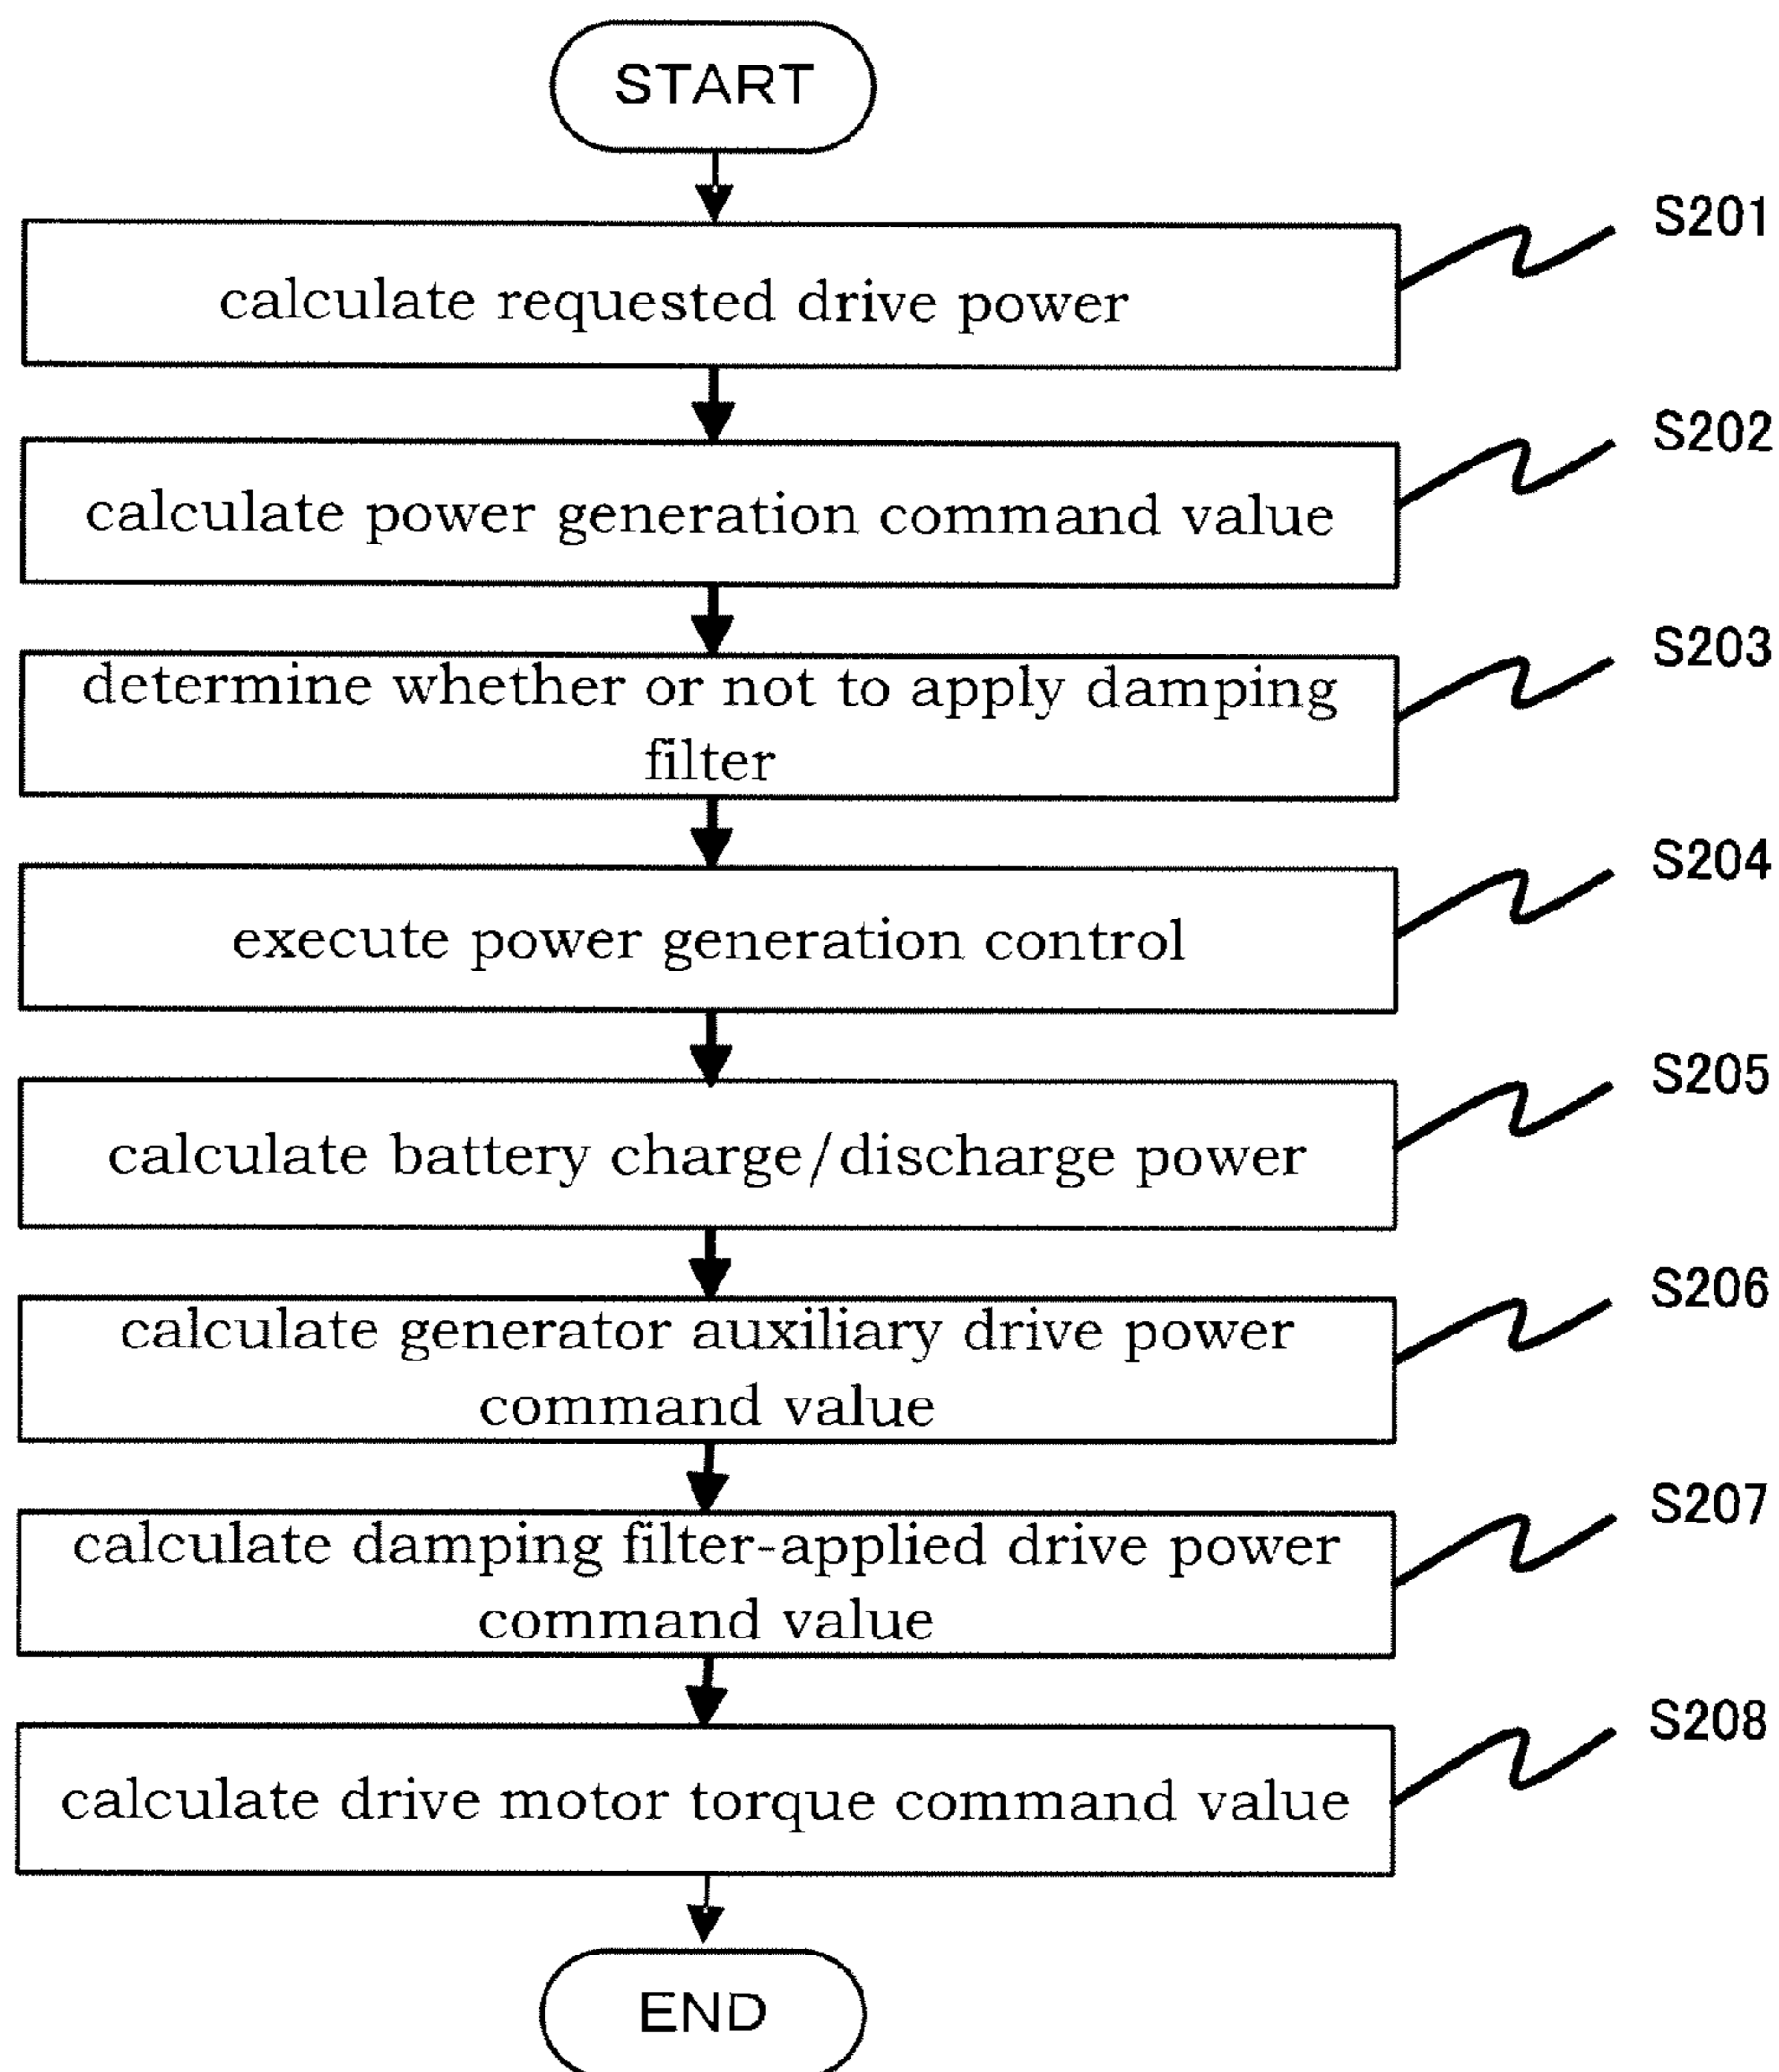 START
S201
calculate requested drive power
S202
calculate power generation command value
S203
determine whether or not to apply damping
filter
S204
execute power generation control
S205
calculate battery charge/discharge power
S206
calculate generator auxiliary drive power
command value
S207
calculate damping filter-applied drive power
command value
S208
calculate drive motor torque command value
END